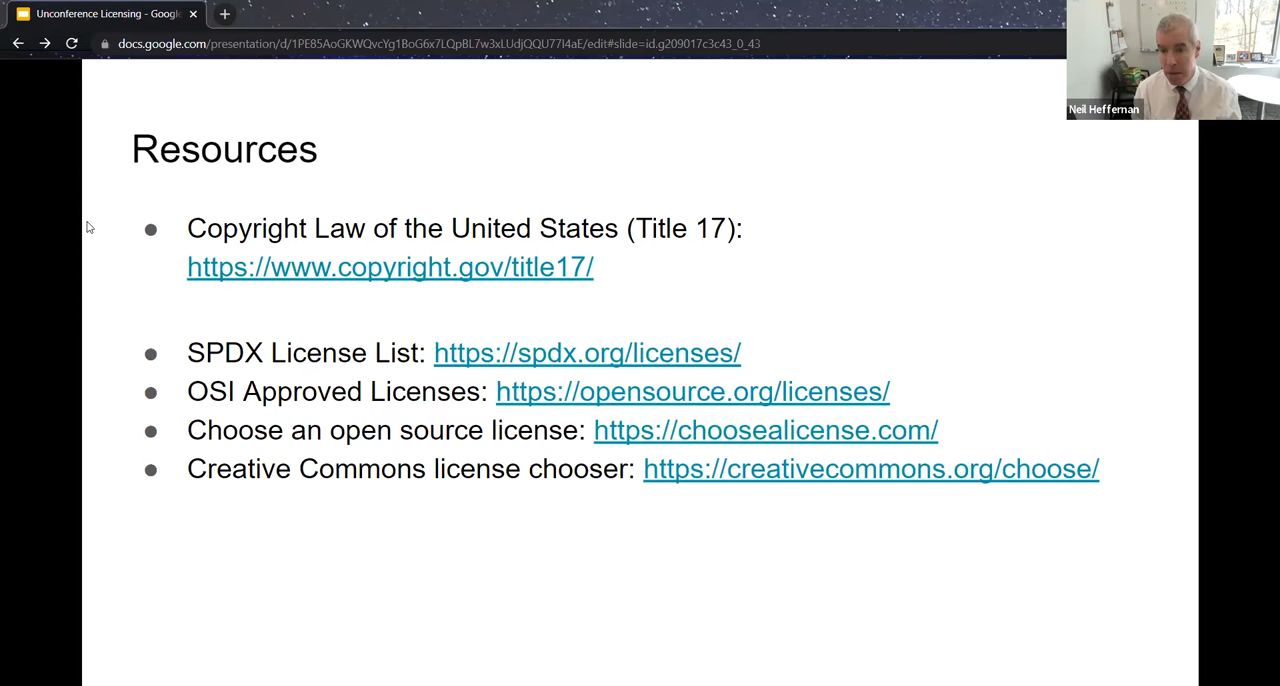 Unconference Licensing - Googl
docs.google.com/presentation/d/1PE85AoGKWQvcYg1BoG6x7LQpBL7w3xLUdjQQU77I4aE/edit#slide=id.g209017c3c43_0_43
Neil Heffernan
Resources
Copyright Law of the United States (Title 17):
https://www.copyright.gov/title17/
SPDX License List: https://spdx.org/licenses/
OSI Approved Licenses: https://opensource.org/licenses/
Choose an open source license: https://choosealicense.com/
Creative Commons license chooser: https://creativecommons.org/choose/